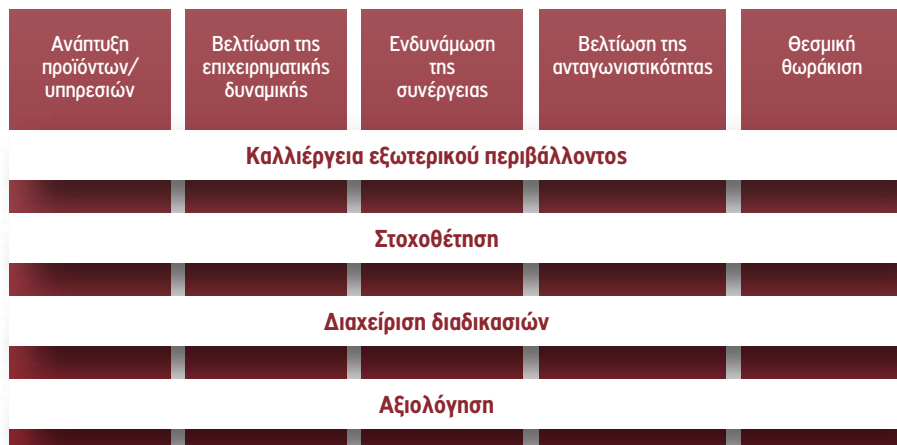 Ανάπτυξη
προϊόντων/
υπηρεσιών
Βελτίωση της
επιχειρηματικής
δυναμικής
Ενδυνάμωση
της
συνέργειας
Βελτίωση της
ανταγωνιστικότητας
Θεσμική
θωράκιση
Καλλιέργεια εξωτερικού περιβάλλοντος
Στοχοθέτηση
Διαχείριση διαδικασιών
Αξιολόγηση